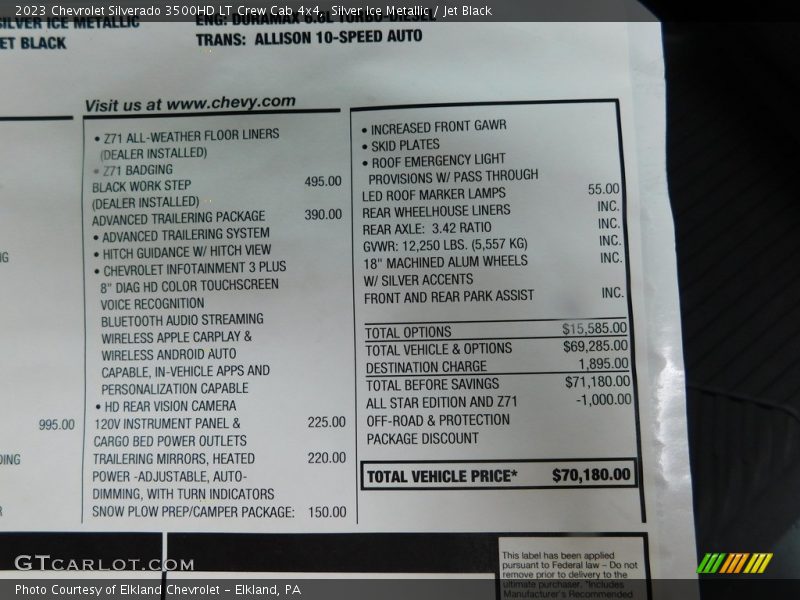 2023 Chevrolet Silverado 3500HD LT Crew Cab 4x4, Silver Ice Metallic / Jet Black
SILVER ICE METALLIC
ET BLACK
ENG: DURAMAX 6.6L TURBO-DIESEL
TRANS: ALLISON 10-SPEED AUTO
Visit us at www.chevy.com
995.00
• Z71 ALL-WEATHER FLOOR LINERS
(DEALER INSTALLED)
• Z71 BADGING
BLACK WORK STEP 495.00
(DEALER INSTALLED)
ADVANCED TRAILERING PACKAGE 390.00
• ADVANCED TRAILERING SYSTEM
• HITCH GUIDANCE W/ HITCH VIEW
• CHEVROLET INFOTAINMENT 3 PLUS
8" DIAG HD COLOR TOUCHSCREEN
VOICE RECOGNITION
BLUETOOTH AUDIO STREAMING
WIRELESS APPLE CARPLAY &
WIRELESS ANDROID AUTO
CAPABLE, IN-VEHICLE APPS AND
PERSONALIZATION CAPABLE
• HD REAR VISION CAMERA
120V INSTRUMENT PANEL & 225.00
CARGO BED POWER OUTLETS
TRAILERING MIRRORS, HEATED 220.00
POWER -ADJUSTABLE, AUTO-
DIMMING, WITH TURN INDICATORS
SNOW PLOW PREP/CAMPER PACKAGE: 150.00
• INCREASED FRONT GAWR
• SKID PLATES
• ROOF EMERGENCY LIGHT
PROVISIONS W/ PASS THROUGH
LED ROOF MARKER LAMPS 55.00
REAR WHEELHOUSE LINERS INC.
REAR AXLE: 3.42 RATIO INC.
GVWR: 12,250 LBS. (5,557 KG) INC.
18" MACHINED ALUM WHEELS INC.
W/ SILVER ACCENTS
FRONT AND REAR PARK ASSIST INC.
TOTAL OPTIONS $15,585.00
TOTAL VEHICLE & OPTIONS $69,285.00
DESTINATION CHARGE 1,895.00
TOTAL BEFORE SAVINGS $71,180.00
ALL STAR EDITION AND Z71 -1,000.00
OFF-ROAD & PROTECTION
PACKAGE DISCOUNT
TOTAL VEHICLE PRICE* $70,180.00
This label has been applied
pursuant to Federal law – Do not
remove prior to delivery to the
ultimate purchaser. *Includes
Manufacturer's Recommended
GTcarlot.com
Photo Courtesy of Elkland Chevrolet - Elkland, PA